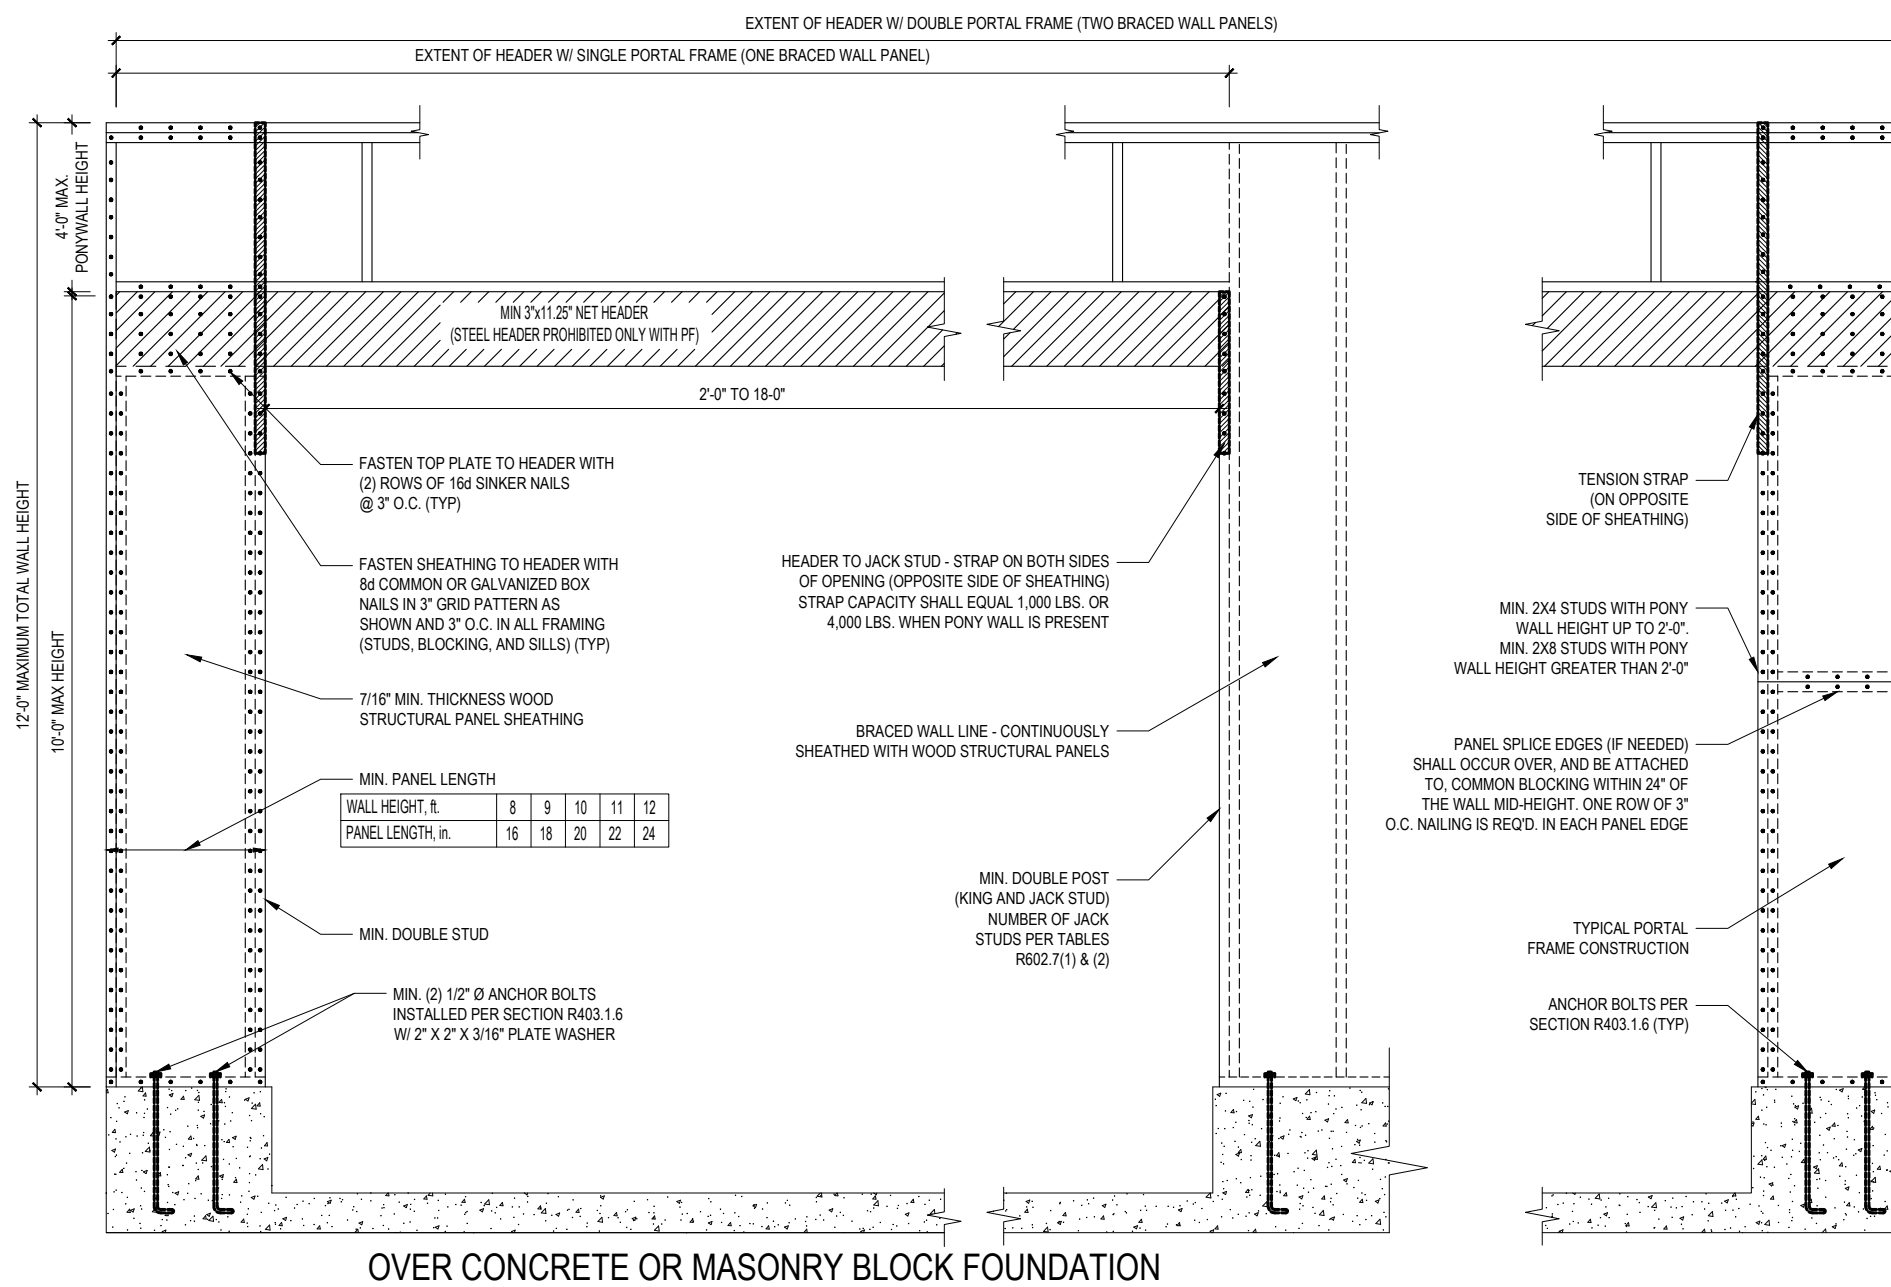 EXTENT OF HEADER W/ DOUBLE PORTAL FRAME (TWO BRACED WALL PANELS)
EXTENT OF HEADER W/ SINGLE PORTAL FRAME (ONE BRACED WALL PANEL)
4'-0" MAX.
PONYWALL HEIGHT
12'-0" MAXIMUM TOTAL WALL HEIGHT
10'-0" MAX HEIGHT
MIN 3"x11.25" NET HEADER
(STEEL HEADER PROHIBITED ONLY WITH PF)
2'-0" TO 18-0"
FASTEN TOP PLATE TO HEADER WITH
(2) ROWS OF 16d SINKER NAILS
@ 3" O.C. (TYP)
FASTEN SHEATHING TO HEADER WITH
8d COMMON OR GALVANIZED BOX
NAILS IN 3" GRID PATTERN AS
SHOWN AND 3" O.C. IN ALL FRAMING
(STUDS, BLOCKING, AND SILLS) (TYP)
7/16" MIN. THICKNESS WOOD
STRUCTURAL PANEL SHEATHING
MIN. PANEL LENGTH
WALL HEIGHT, ft. 8 9 10 11 12
PANEL LENGTH, in. 16 18 20 22 24
MIN. DOUBLE STUD
MIN. (2) 1/2" Ø ANCHOR BOLTS
INSTALLED PER SECTION R403.1.6
W/ 2" X 2" X 3/16" PLATE WASHER
HEADER TO JACK STUD - STRAP ON BOTH SIDES
OF OPENING (OPPOSITE SIDE OF SHEATHING)
STRAP CAPACITY SHALL EQUAL 1,000 LBS. OR
4,000 LBS. WHEN PONY WALL IS PRESENT
BRACED WALL LINE - CONTINUOUSLY
SHEATHED WITH WOOD STRUCTURAL PANELS
MIN. DOUBLE POST
(KING AND JACK STUD)
NUMBER OF JACK
STUDS PER TABLES
R602.7(1) & (2)
TENSION STRAP
(ON OPPOSITE
SIDE OF SHEATHING)
MIN. 2X4 STUDS WITH PONY
WALL HEIGHT UP TO 2'-0".
MIN. 2X8 STUDS WITH PONY
WALL HEIGHT GREATER THAN 2'-0"
PANEL SPLICE EDGES (IF NEEDED)
SHALL OCCUR OVER, AND BE ATTACHED
TO, COMMON BLOCKING WITHIN 24" OF
THE WALL MID-HEIGHT. ONE ROW OF 3"
O.C. NAILING IS REQ'D. IN EACH PANEL EDGE
TYPICAL PORTAL
FRAME CONSTRUCTION
ANCHOR BOLTS PER
SECTION R403.1.6 (TYP)
OVER CONCRETE OR MASONRY BLOCK FOUNDATION